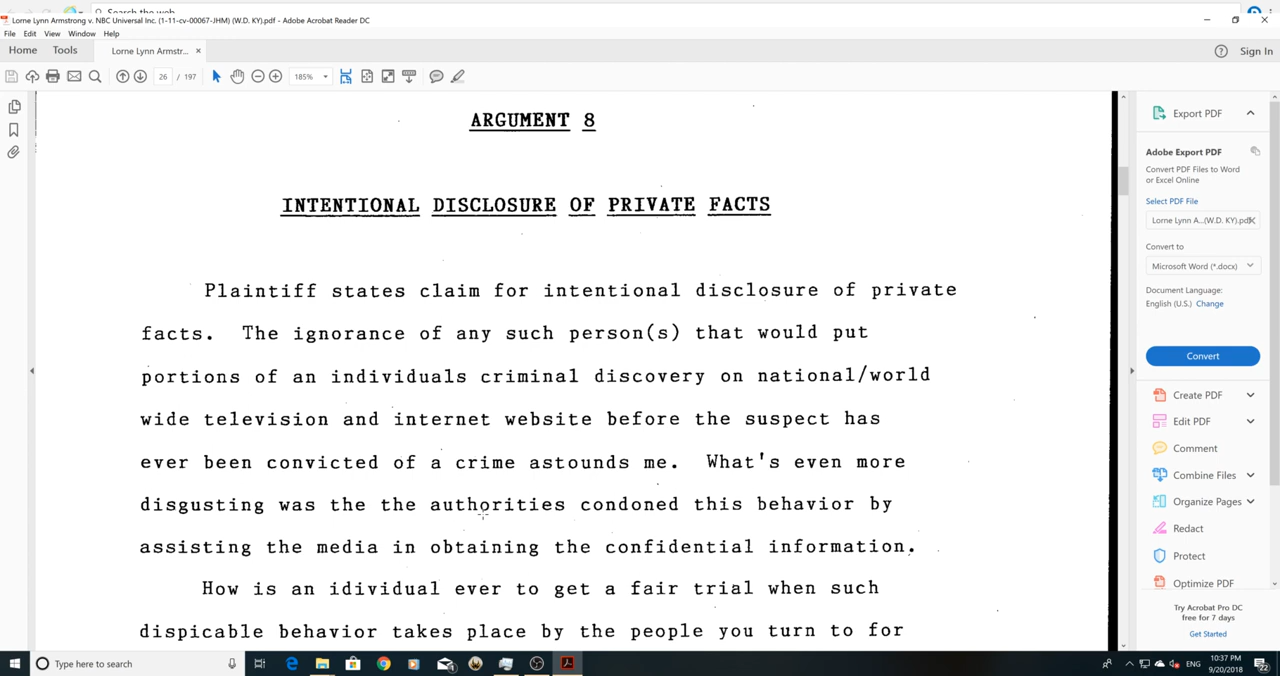 Search the web
Lorne Lynn Armstrong v. NBC Universal Inc. (1-11-cv-00067-JHM) (W.D. KY).pdf - Adobe Acrobat Reader DC
File Edit View Window Help
Home Tools Lorne Lynn Armstr... ×
Sign In
26 / 197 185%
ARGUMENT 8
INTENTIONAL DISCLOSURE OF PRIVATE FACTS
Plaintiff states claim for intentional disclosure of private
facts. The ignorance of any such person(s) that would put
portions of an individuals criminal discovery on national/world
wide television and internet website before the suspect has
ever been convicted of a crime astounds me. What's even more
disgusting was the the authorities condoned this behavior by
assisting the media in obtaining the confidential information.
How is an idividual ever to get a fair trial when such
dispicable behavior takes place by the people you turn to for
Export PDF
Adobe Export PDF
Convert PDF Files to Word
or Excel Online
Select PDF File
Lorne Lynn A...(W.D. KY).pdf
Convert to
Microsoft Word (*.docx)
Document Language:
English (U.S.) Change
Convert
Create PDF
Edit PDF
Comment
Combine Files
Organize Pages
Redact
Protect
Optimize PDF
Try Acrobat Pro DC
free for 7 days
Get Started
Type here to search
ENG
10:37 PM
9/20/2018
22